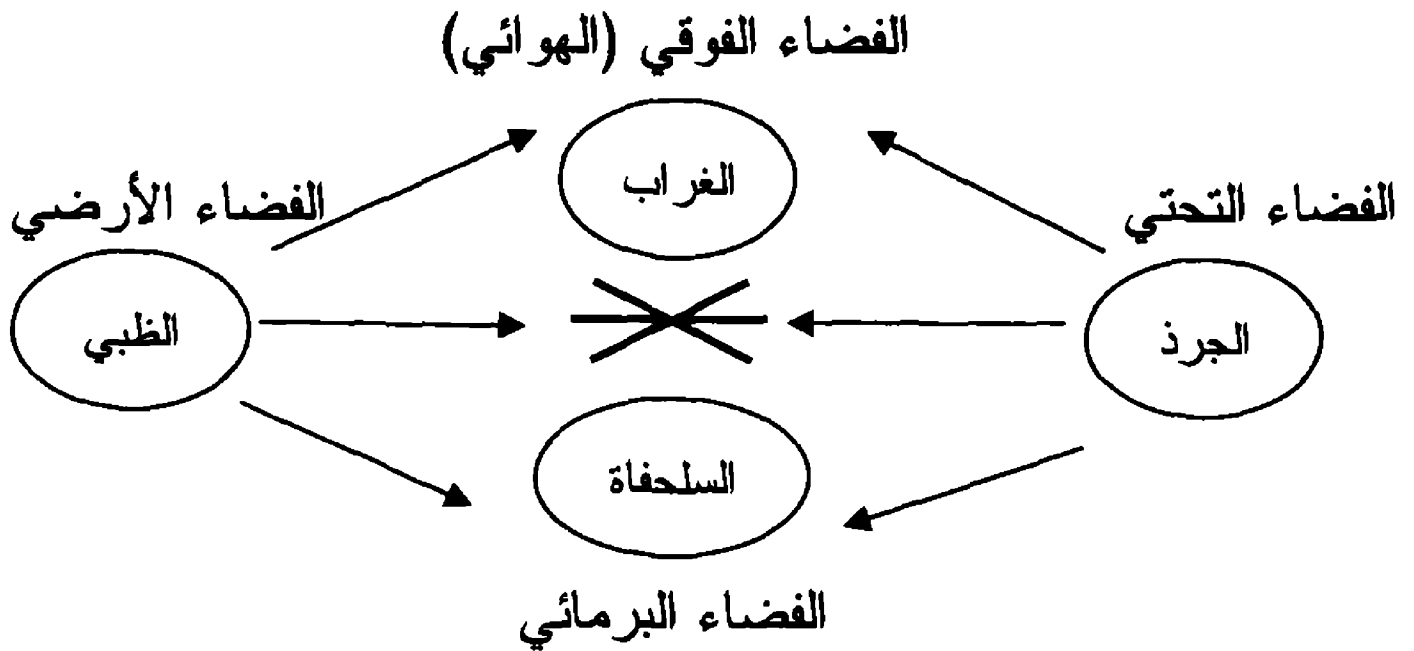 الفضاء الفوقي (الهوائي)
الغراب
الفضاء التحتي
الفضاء الأرضي
الجرذ
الظبي
السلحفاة
الفضاء البرمائي